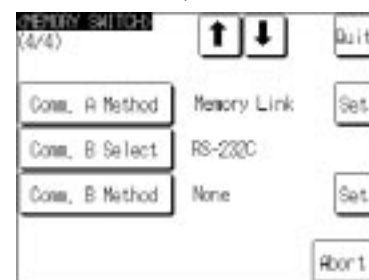 (MEMORY SWITCH)
(4/4)
Quit
Comm. A Method Memory Link Set
Comm. B Select RS-232C
Comm. B Method None Set
Abort